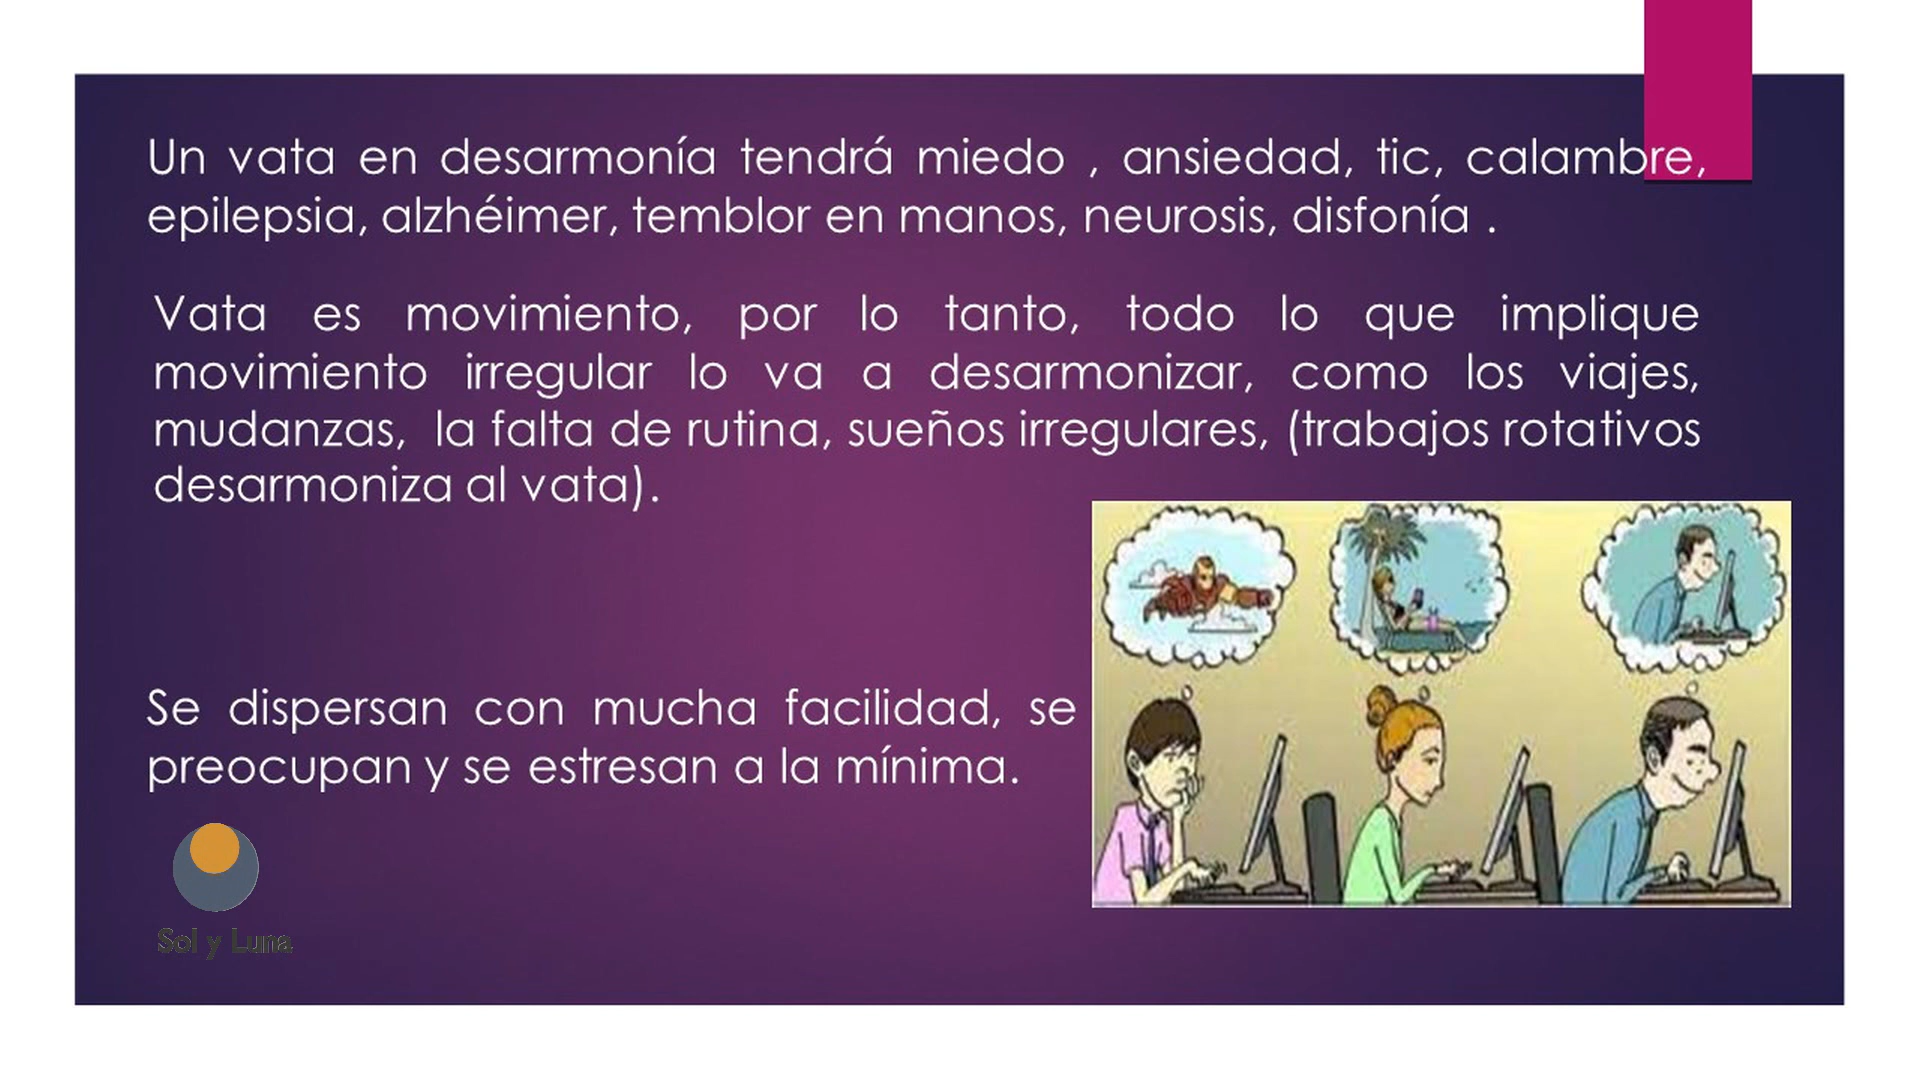 Un vata en desarmonía tendrá miedo , ansiedad, tic, calambre,
epilepsia, alzhéimer, temblor en manos, neurosis, disfonía .
Vata es movimiento, por lo tanto, todo lo que implique
movimiento irregular lo va a desarmonizar, como los viajes,
mudanzas, la falta de rutina, sueños irregulares, (trabajos rotativos
desarmoniza al vata).
Se dispersan con mucha facilidad, se
preocupan y se estresan a la mínima.
Sol y Luna